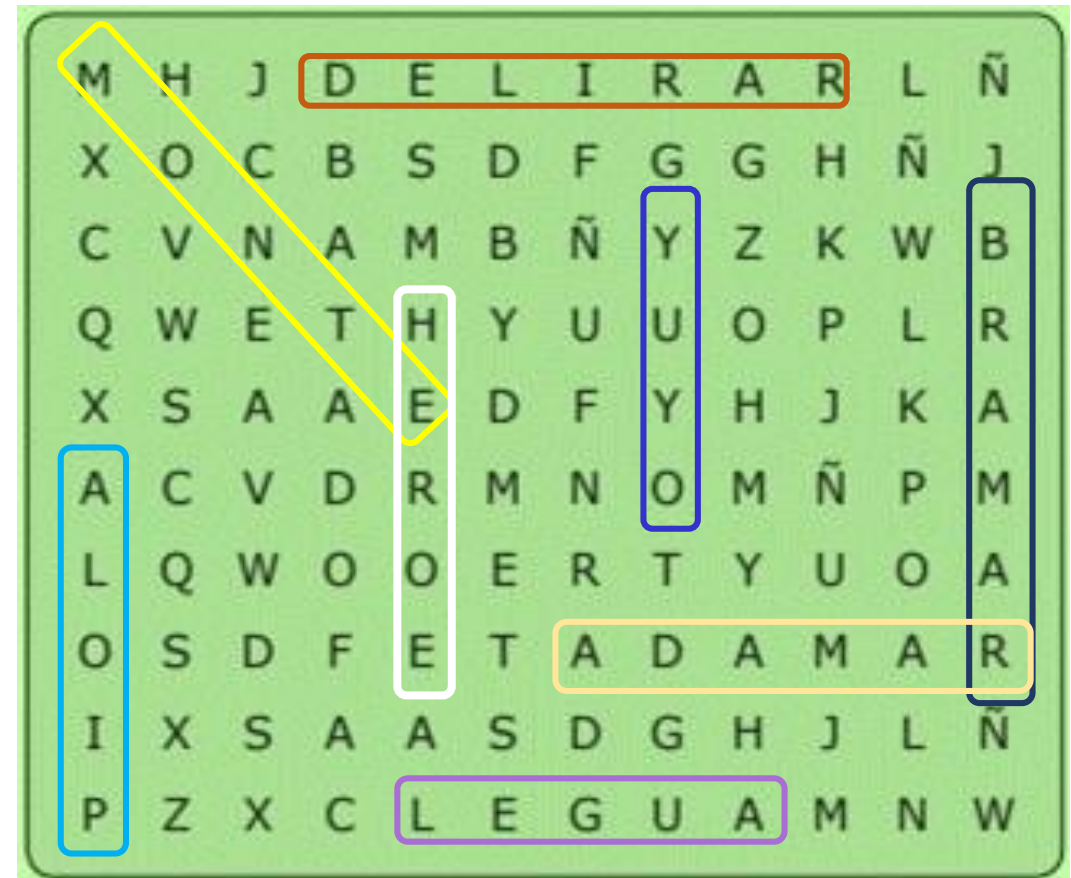 M H J D E L I R A R L Ñ
X O C B S D F G G H Ñ J
C V N A M B Ñ Y Z K W B
Q W E T H Y U U O P L R
X S A A E D F Y H J K A
A C V D R M N O M Ñ P M
L Q W O O E R T Y U O A
O S D F E T A D A M A R
I X S A A S D G H J L Ñ
P Z X C L E G U A M N W